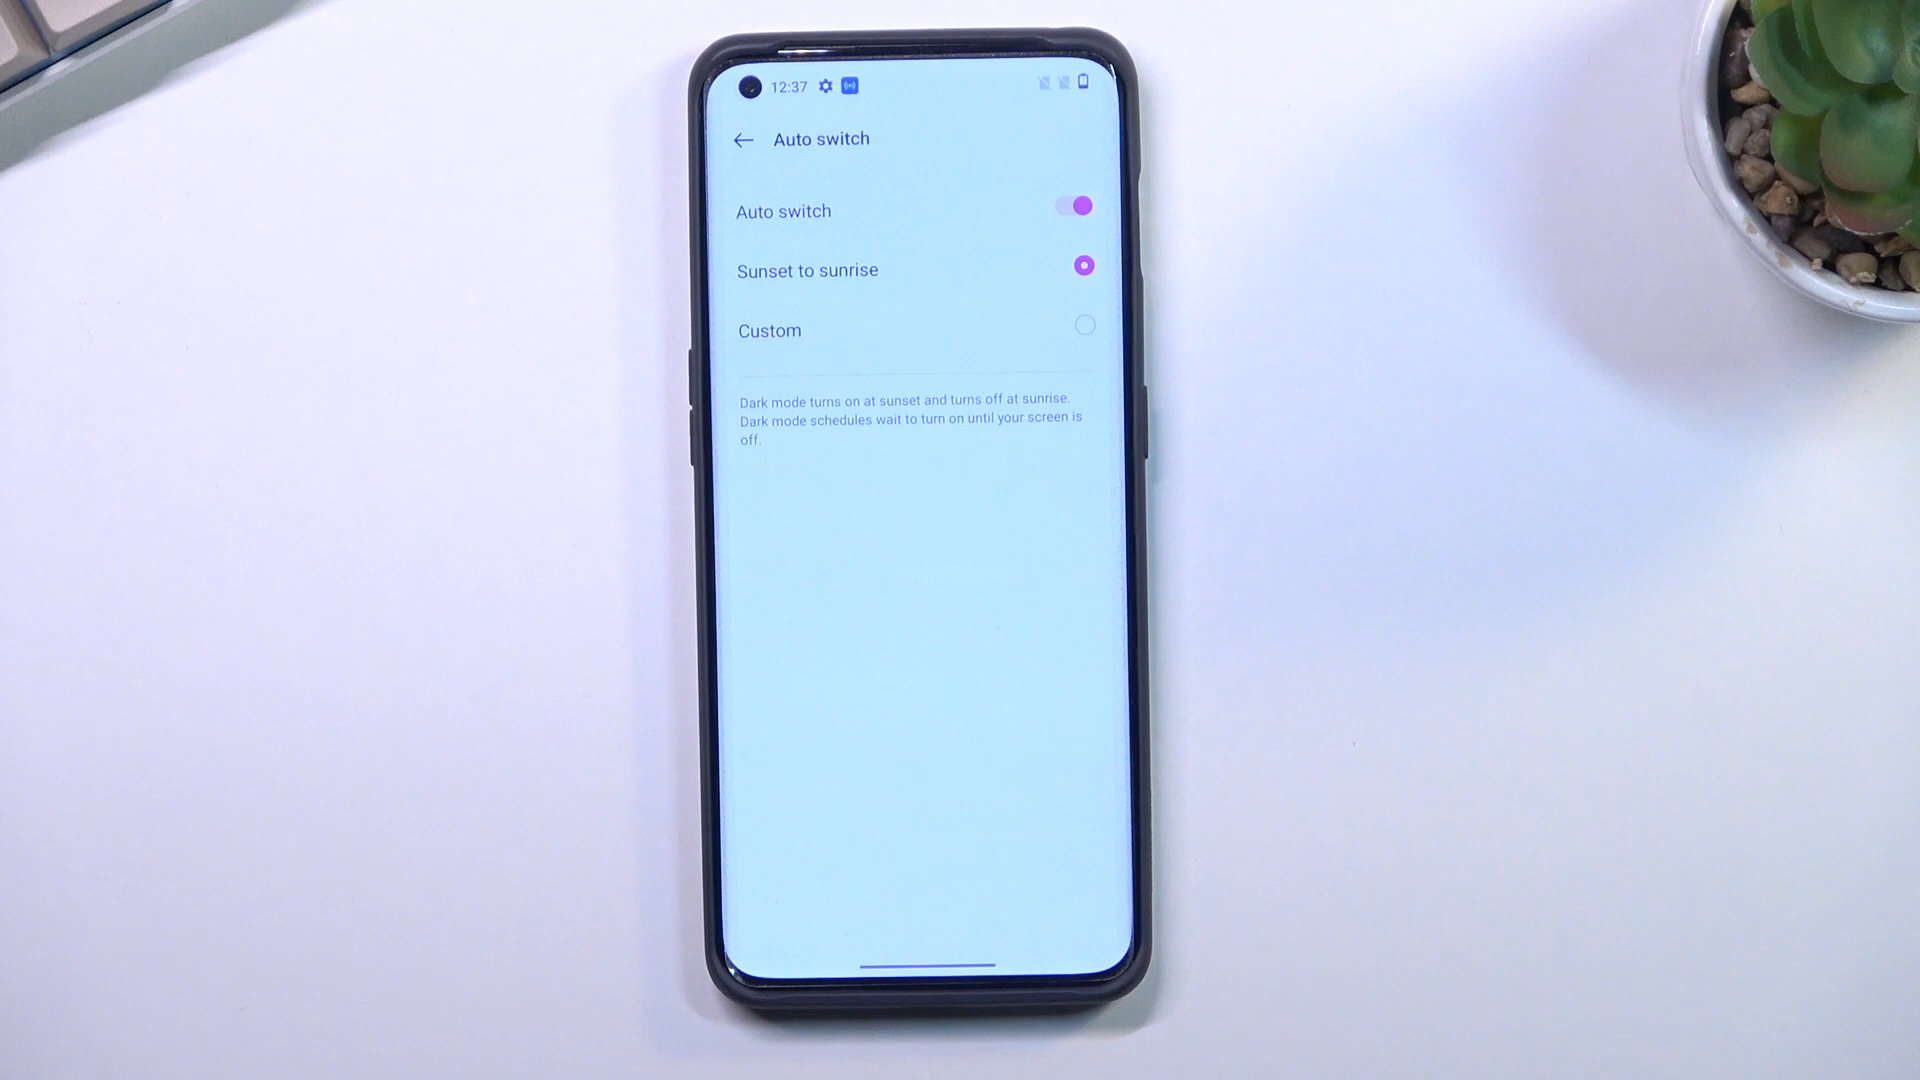 12:37
Auto switch
Auto switch
Sunset to sunrise
Custom
Dark mode turns on at sunset and turns off at sunrise.
Dark mode schedules wait to turn on until your screen is
off.